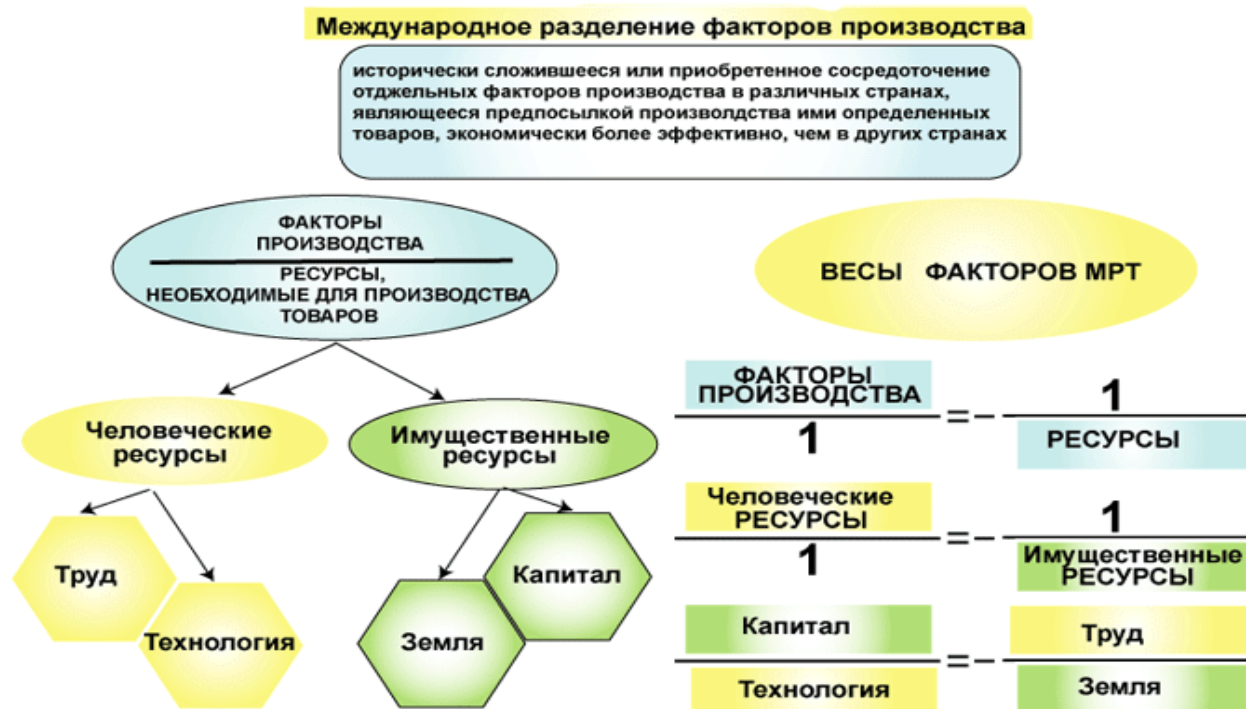 Международное разделение факторов производства
исторически сложившееся или приобретенное сосредоточение
отджельных факторов производства в различных странах,
являющееся предпосылкой произволдства ими определенных
товаров, экономически более эффективно, чем в других странах
ФАКТОРЫ
ПРОИЗВОДСТВА
РЕСУРСЫ,
НЕОБХОДИМЫЕ ДЛЯ ПРОИЗВОДСТВА
ТОВАРОВ
Человеческие
ресурсы
Имущественные
ресурсы
Труд
Технология
Земля
Капитал
ВЕСЫ ФАКТОРОВ МРТ
ФАКТОРЫ
ПРОИЗВОДСТВА
1
=-
1
РЕСУРСЫ
Человеческие
РЕСУРСЫ
1
=-
1
Имущественные
РЕСУРСЫ
Капитал
Технология
=-
Труд
Земля